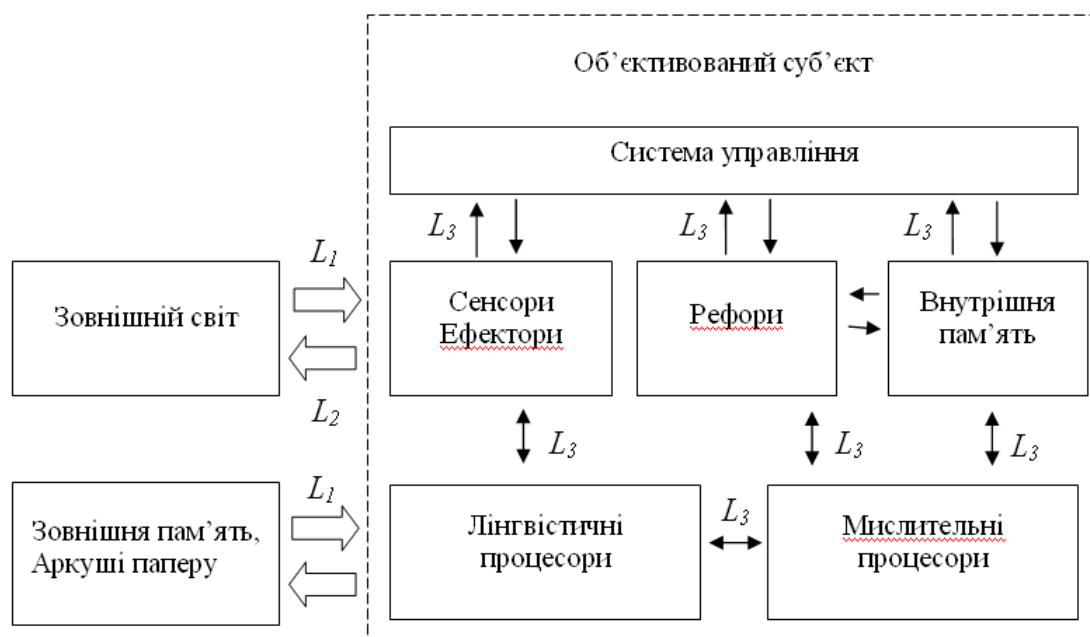 Об’єктивований суб’єкт
Система управління
L3
L3
L3
L1
Зовнішній світ
Сенсори
Ефектори
Рефори
Внутрішня
пам’ять
L2
L3
L3
L3
L1
Зовнішня пам’ять,
Аркуші паперу
Лінгвістичні
процесори
L3
Мислительні
процесори